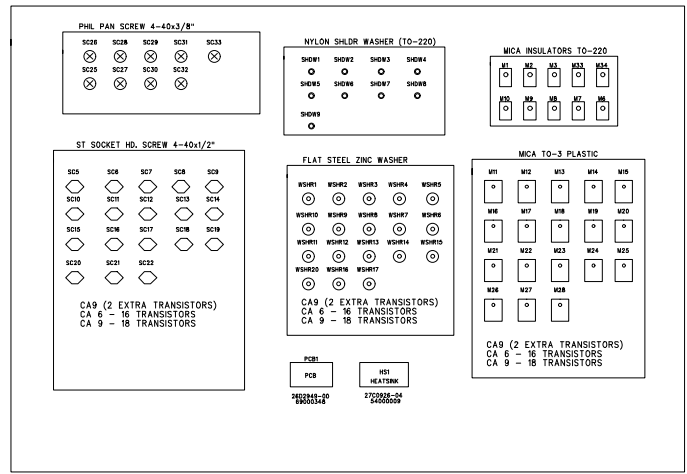 PHIL PAN SCREW 4-40x3/8"
SC26 SC28 SC29 SC31 SC33
SC25 SC27 SC30 SC32
NYLON SHLDR WASHER (TO-220)
SHDW1 SHDW2 SHDW3 SHDW4
SHDW5 SHDW6 SHDW7 SHDW8
SHDW9
MICA INSULATORS TO-220
M1 M2 M3 M33 M34
M10 M9 M8 M7 M6
ST SOCKET HD. SCREW 4-40x1/2"
SC5 SC6 SC7 SC8 SC9
SC10 SC11 SC12 SC13 SC14
SC15 SC16 SC17 SC18 SC19
SC20 SC21 SC22
CA9 (2 EXTRA TRANSISTORS)
CA 6 - 16 TRANSISTORS
CA 9 - 18 TRANSISTORS
FLAT STEEL ZINC WASHER
WSHR1 WSHR2 WSHR3 WSHR4 WSHR5
WSHR10 WSHR9 WSHR8 WSHR7 WSHR6
WSHR11 WSHR12 WSHR13 WSHR14 WSHR15
WSHR20 WSHR16 WSHR17
CA9 (2 EXTRA TRANSISTORS)
CA 6 - 16 TRANSISTORS
CA 9 - 18 TRANSISTORS
MICA TO-3 PLASTIC
M11 M12 M13 M14 M15
M16 M17 M18 M19 M20
M21 M22 M23 M24 M25
M26 M27 M28
CA9 (2 EXTRA TRANSISTORS)
CA 6 - 16 TRANSISTORS
CA 9 - 18 TRANSISTORS
PCB1
PCB
26D2949-00
69000348
HS1
HEATSINK
27C0926-04
54000009